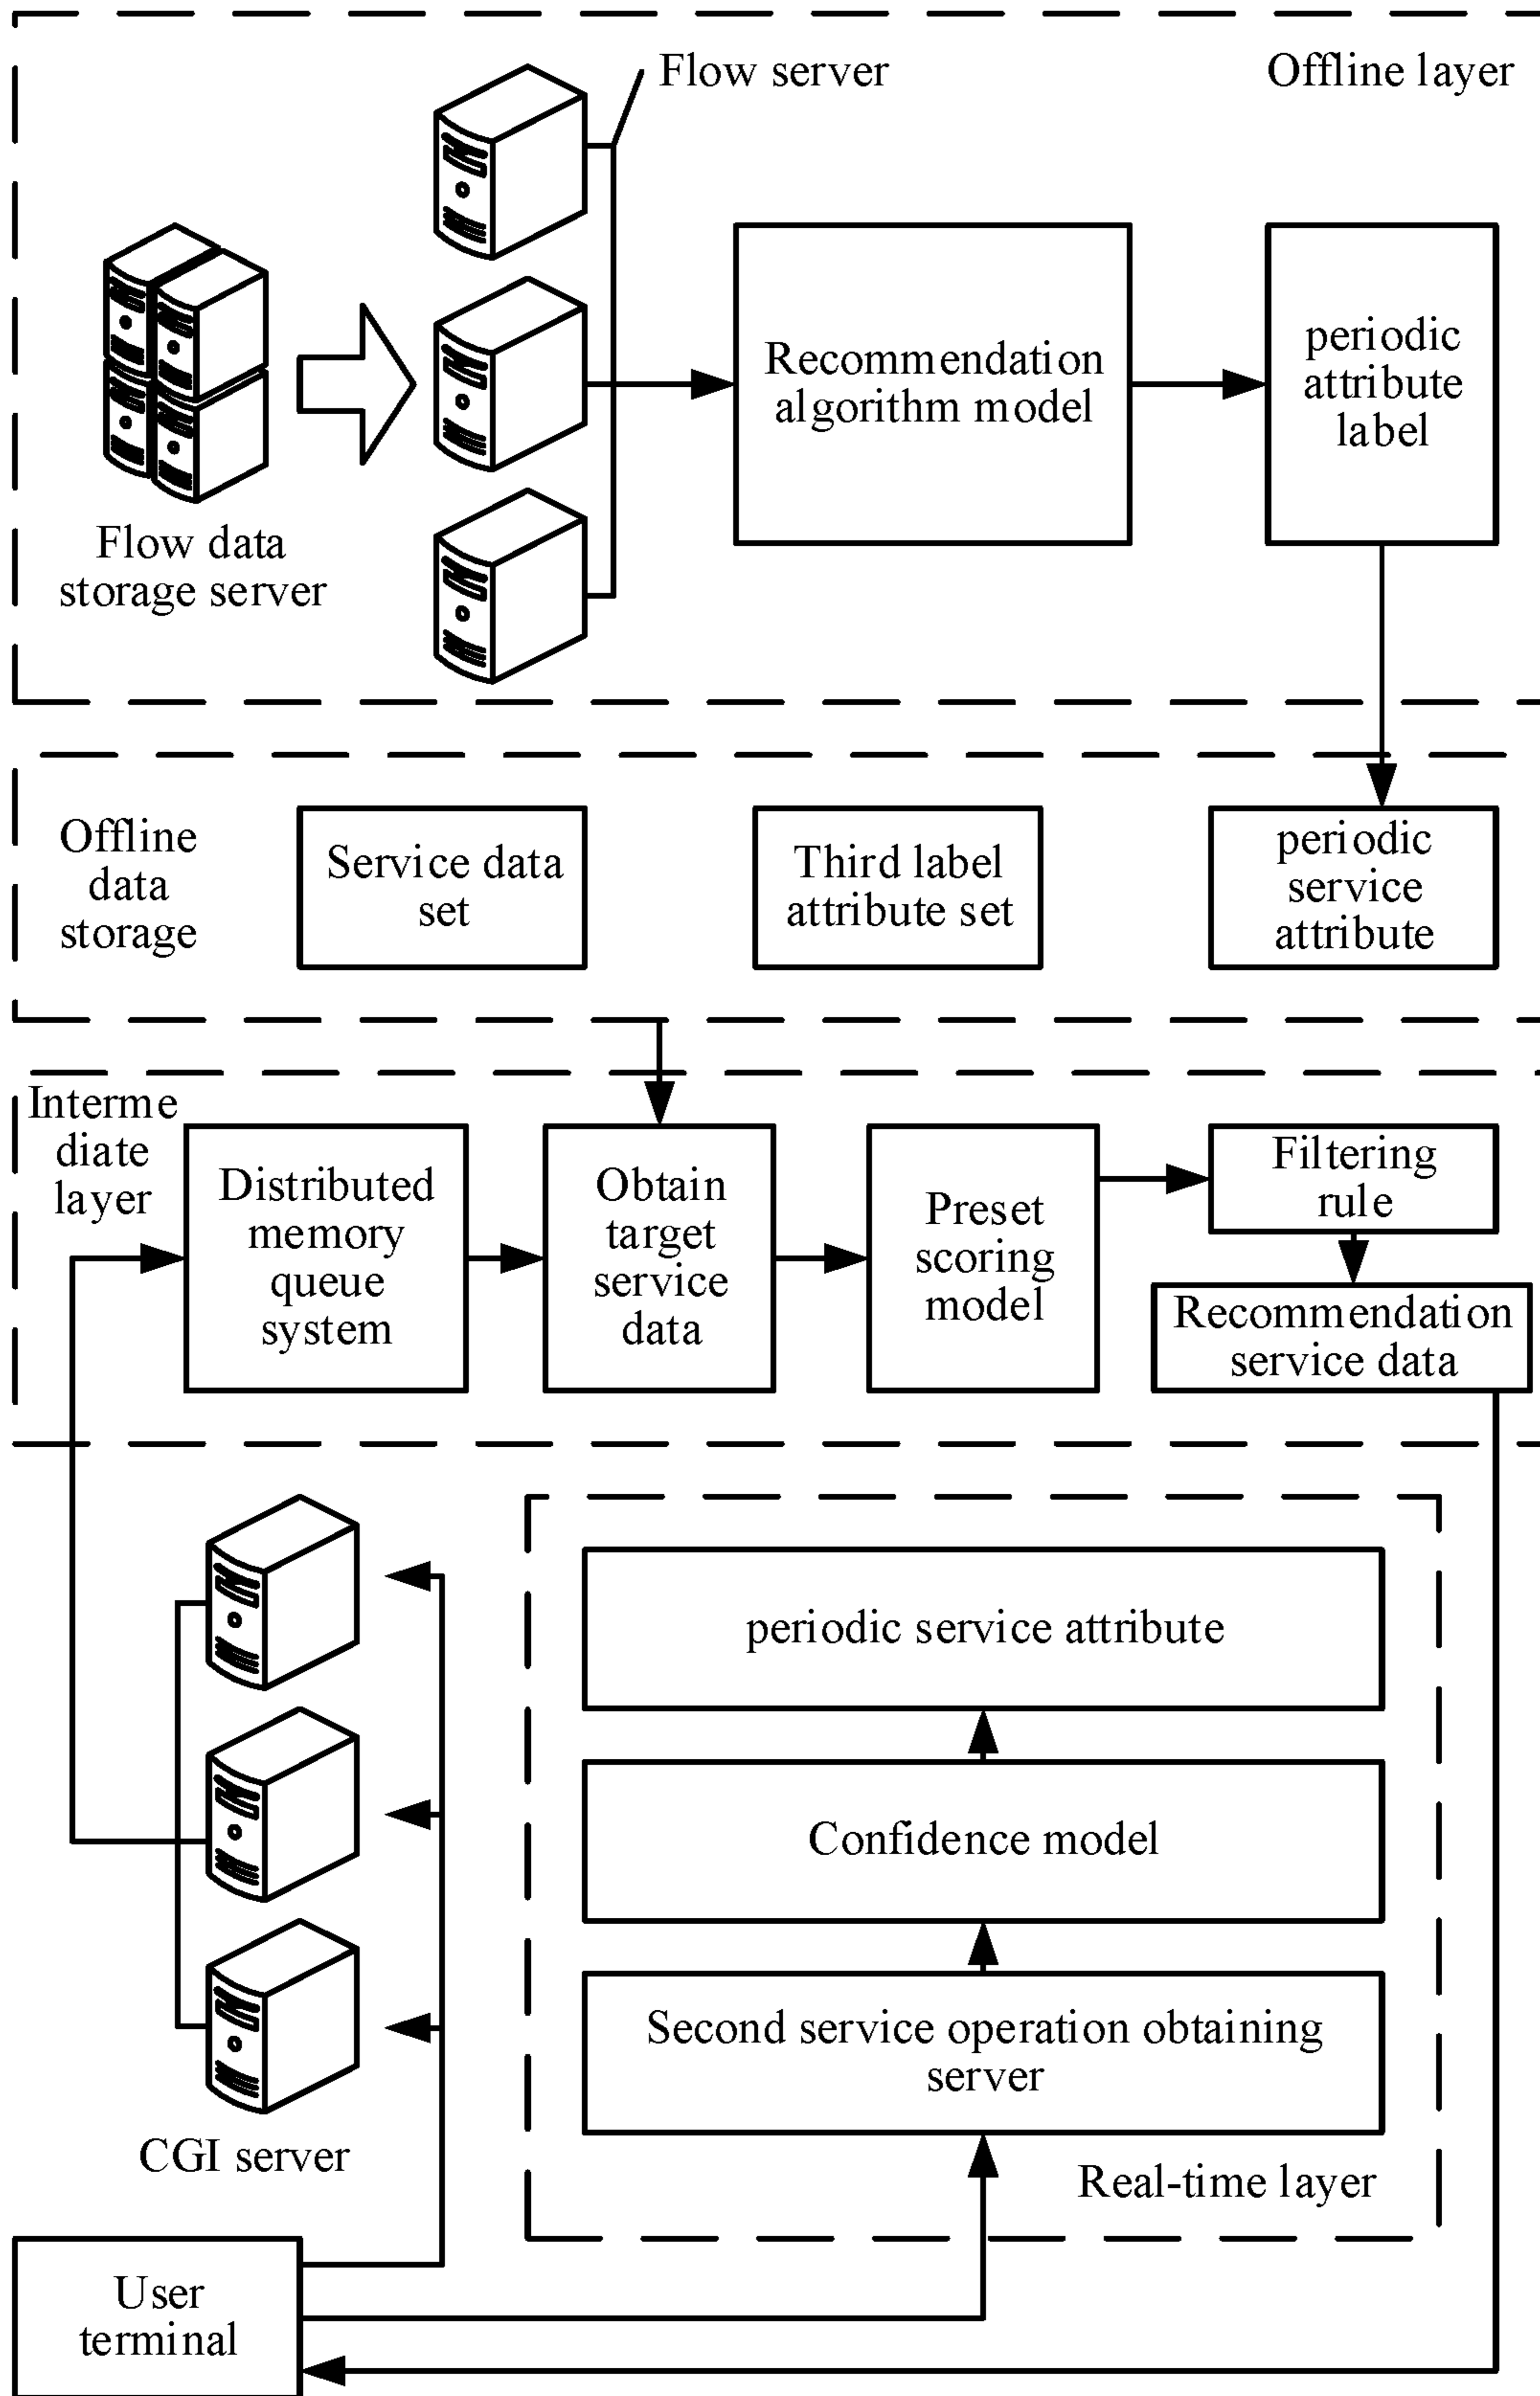 Flow server
Offline layer
Flow data
storage server
Recommendation
algorithm model
periodic
attribute
label
Offline
data
storage
Service data
set
Third label
attribute set
periodic
service
attribute
Interme
diate
layer
Distributed
memory
queue
system
Obtain
target
service
data
Preset
scoring
model
Filtering
rule
Recommendation
service data
periodic service attribute
Confidence model
Second service operation obtaining
server
CGI server
Real-time layer
User
terminal